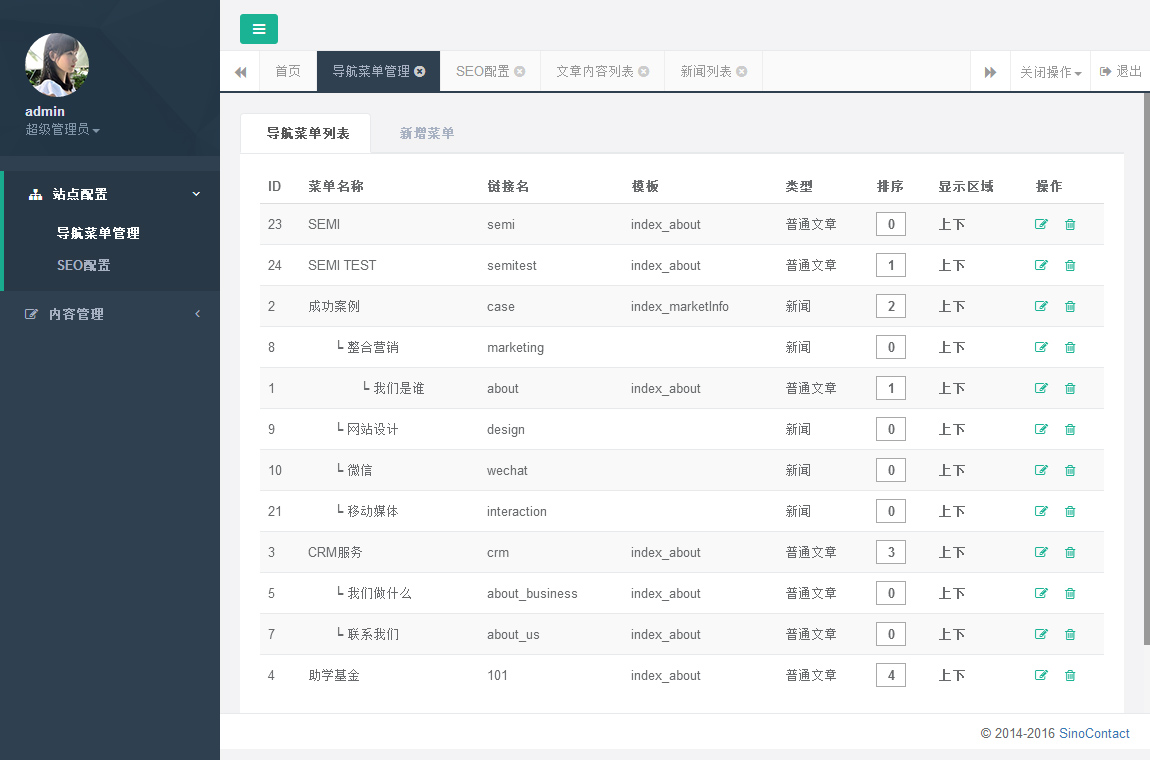 首页 导航菜单管理 SEO配置 文章内容列表 新闻列表 关闭操作 退出
admin
超级管理员
站点配置
导航菜单管理
SEO配置
内容管理
导航菜单列表 新增菜单
ID 菜单名称 链接名 模板 类型 排序 显示区域 操作
23 SEMI semi index_about 普通文章 0 上下
24 SEMI TEST semitest index_about 普通文章 1 上下
2 成功案例 case index_marketInfo 新闻 2 上下
8 └ 整合营销 marketing 新闻 0 上下
1 └ 我们是谁 about index_about 普通文章 1 上下
9 └ 网站设计 design 新闻 0 上下
10 └ 微信 wechat 新闻 0 上下
21 └ 移动媒体 interaction 新闻 0 上下
3 CRM服务 crm index_about 普通文章 3 上下
5 └ 我们做什么 about_business index_about 普通文章 0 上下
7 └ 联系我们 about_us index_about 普通文章 0 上下
4 助学基金 101 index_about 普通文章 4 上下
© 2014-2016 SinoContact